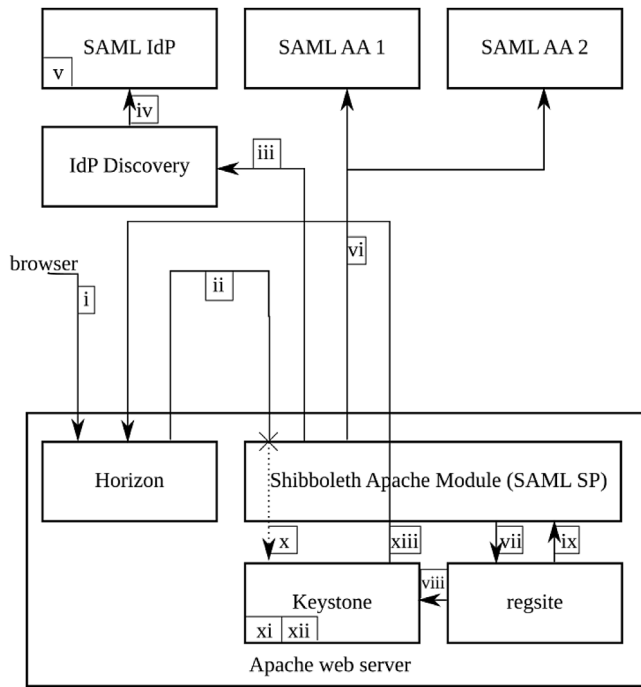 SAML IdP
SAML AA 1
SAML AA 2
v
iv
IdP Discovery
iii
vi
browser
i
ii
Horizon
Shibboleth Apache Module (SAML SP)
x
xiii
vii
ix
viii
Keystone
regsite
xi
xii
Apache web server